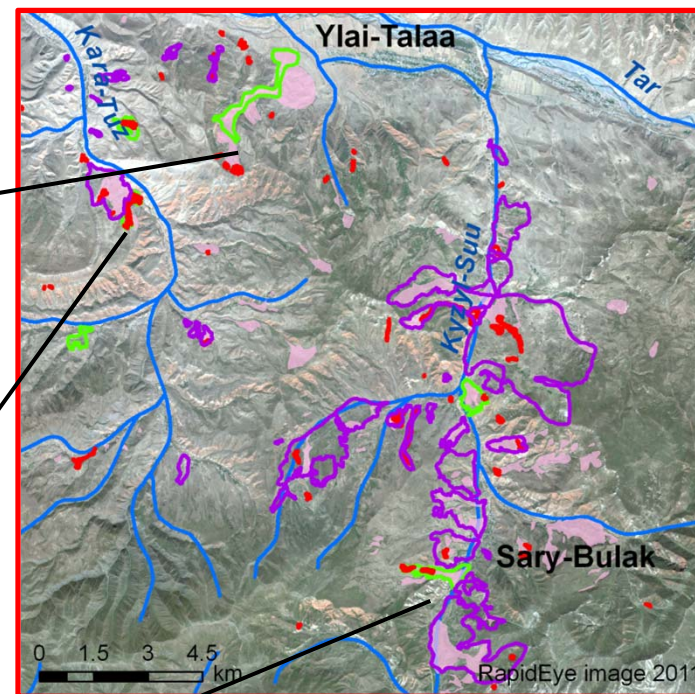 Ylai-Talaa
Kara-Tuz
Tar
Kyzyl-Suu
Sary-Bulak
0 1.5 3 4.5
km
RapidEye image 2011